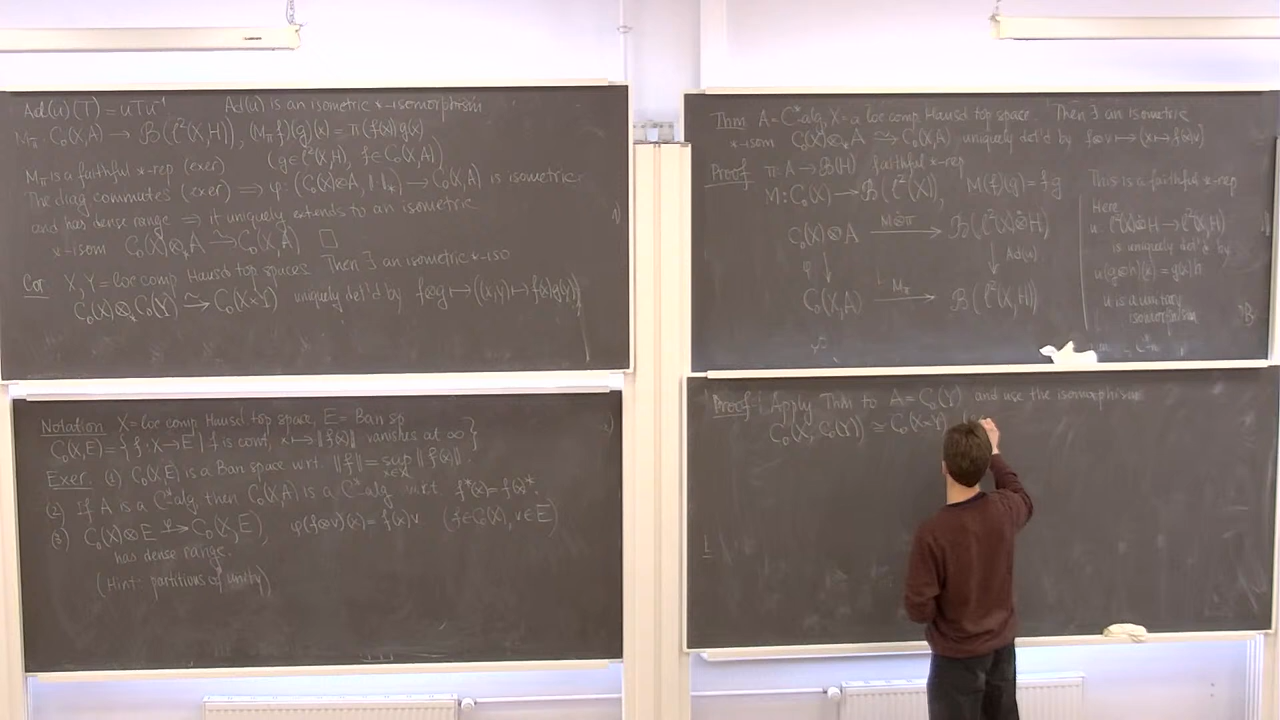 Ad(u)(T) = uTu⁻¹ Ad(u) is an isometric *-isomorphism
M_π: C₀(X,A) → B(ℓ²(X,H)), (M_π f)(g)(x) = π(f(x))g(x)
(g∈ℓ²(X,H), f∈C₀(X,A))
M_π is a faithful *-rep (exer)
The diag commutes (exer) ⟹ φ: (C₀(X)⊗A, ‖·‖_*) → C₀(X,A) is isometric
and has dense range ⟹ it uniquely extends to an isometric
*-isom C₀(X)⊗_*A ≅→ C₀(X,A) □
Cor X,Y = loc comp Hausd top spaces. Then ∃ an isometric *-iso
C₀(X)⊗_*C₀(Y) ≅→ C₀(X×Y) uniquely det'd by f⊗g ↦ ((x,y) ↦ f(x)g(y))
Notation X = loc comp Hausd top space, E = Ban sp
C₀(X,E) = {f: X→E | f is cont, x ↦ ‖f(x)‖ vanishes at ∞}
Exer. (1) C₀(X,E) is a Ban space wrt. ‖f‖ = sup_{x∈X} ‖f(x)‖.
(2) If A is a C*-alg, then C₀(X,A) is a C*-alg w.r.t. f*(x) = f(x)*.
(3) C₀(X)⊗E φ→ C₀(X,E), φ(f⊗v)(x) = f(x)v (f∈C₀(X), v∈E)
has dense range.
(Hint: partitions of unity)
Thm A = C*-alg, X = a loc comp Hausd top space. Then ∃ an isometric
*-isom C₀(X)⊗_*A ≅→ C₀(X,A) uniquely det'd by f⊗v ↦ (x ↦ f(x)v)
Proof π: A → B(H) faithful *-rep
M: C₀(X) → B(ℓ²(X)), M(f)(g) = fg This is a faithful *-rep
C₀(X)⊗A M⊗π → B(ℓ²(X)⊗H)
φ ↓ ↓ Ad(u)
C₀(X,A) M_π → B(ℓ²(X,H))
Here
u: ℓ²(X)⊗H → ℓ²(X,H)
is uniquely det'd by
u(g⊗h)(x) = g(x)h
u is a unitary
isomorphism
Proof Apply Thm to A = C₀(Y) and use the isomorphism
C₀(X, C₀(Y)) ≅ C₀(X×Y)